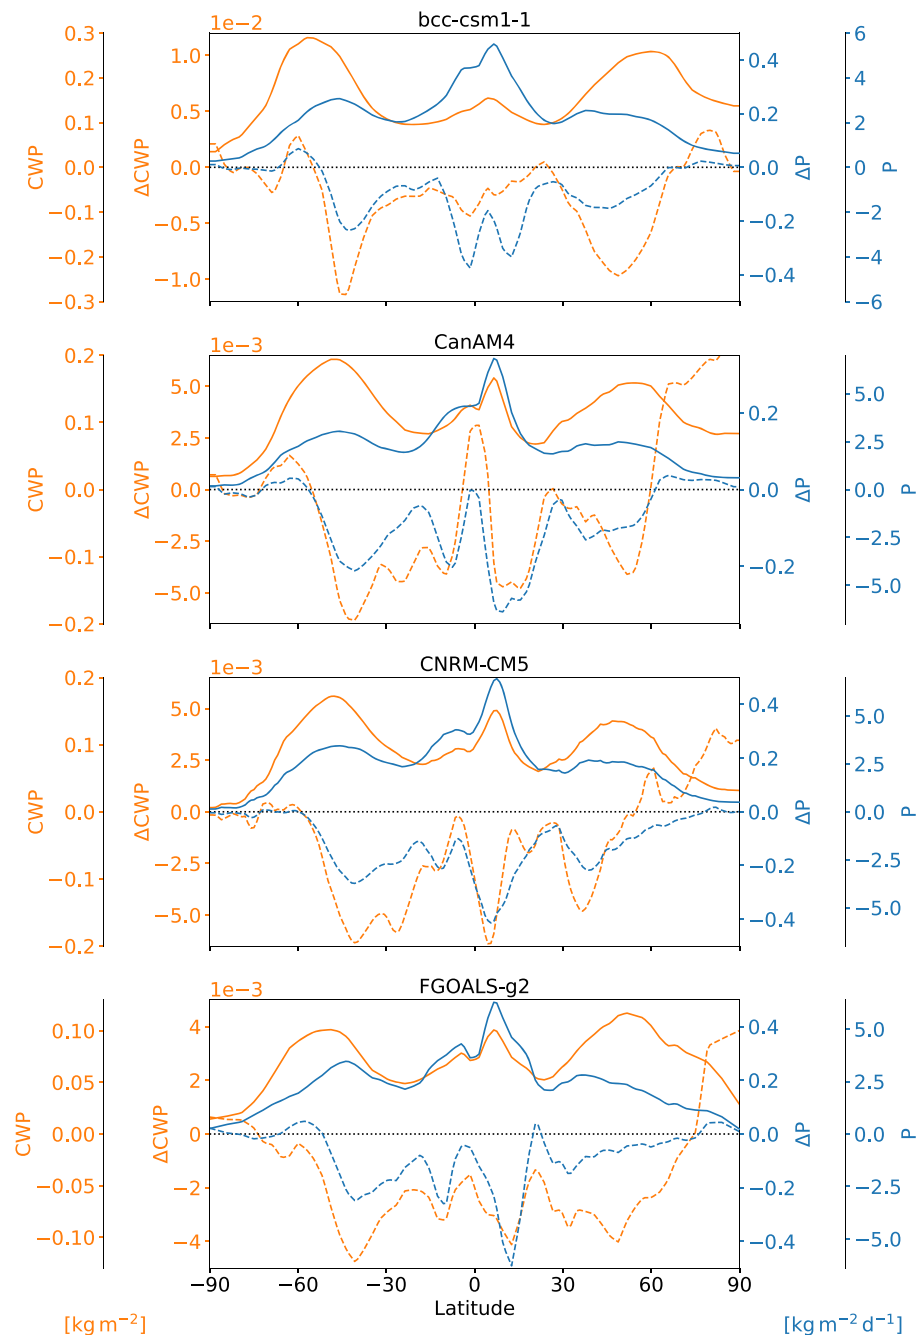 bcc-csm1-1
1e−2
0.3
0.2
0.1
0.0
−0.1
−0.2
−0.3
CWP
1.0
0.5
0.0
−0.5
−1.0
ΔCWP
0.4
0.2
0.0
−0.2
−0.4
ΔP
6
4
2
0
−2
−4
−6
P
CanAM4
1e−3
0.2
0.1
0.0
−0.1
−0.2
CWP
5.0
2.5
0.0
−2.5
−5.0
ΔCWP
0.2
0.0
−0.2
ΔP
5.0
2.5
0.0
−2.5
−5.0
P
CNRM-CM5
1e−3
0.2
0.1
0.0
−0.1
−0.2
CWP
5.0
2.5
0.0
−2.5
−5.0
ΔCWP
0.4
0.2
0.0
−0.2
−0.4
ΔP
5.0
2.5
0.0
−2.5
−5.0
P
FGOALS-g2
1e−3
0.10
0.05
0.00
−0.05
−0.10
CWP
4
2
0
−2
−4
ΔCWP
0.4
0.2
0.0
−0.2
−0.4
ΔP
5.0
2.5
0.0
−2.5
−5.0
P
−90 −60 −30 0 30 60 90
Latitude
[kg m⁻²]
[kg m⁻² d⁻¹]